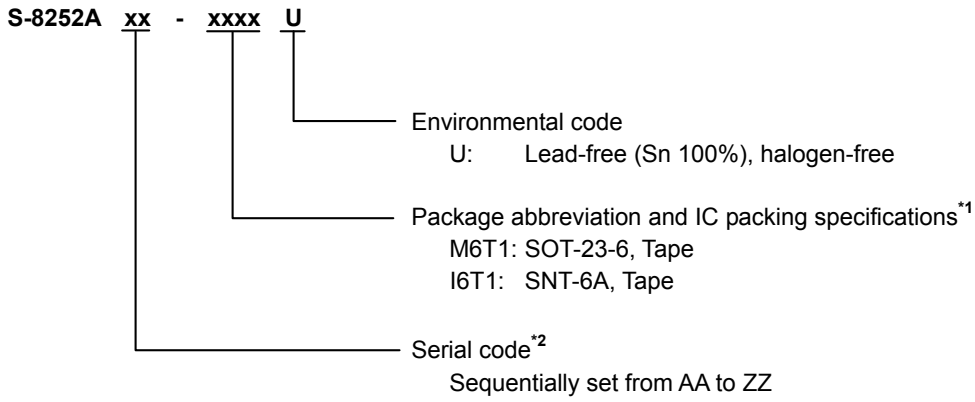 S-8252A xx - xxxx U
Environmental code
U: Lead-free (Sn 100%), halogen-free
Package abbreviation and IC packing specifications*1
M6T1: SOT-23-6, Tape
I6T1: SNT-6A, Tape
Serial code*2
Sequentially set from AA to ZZ